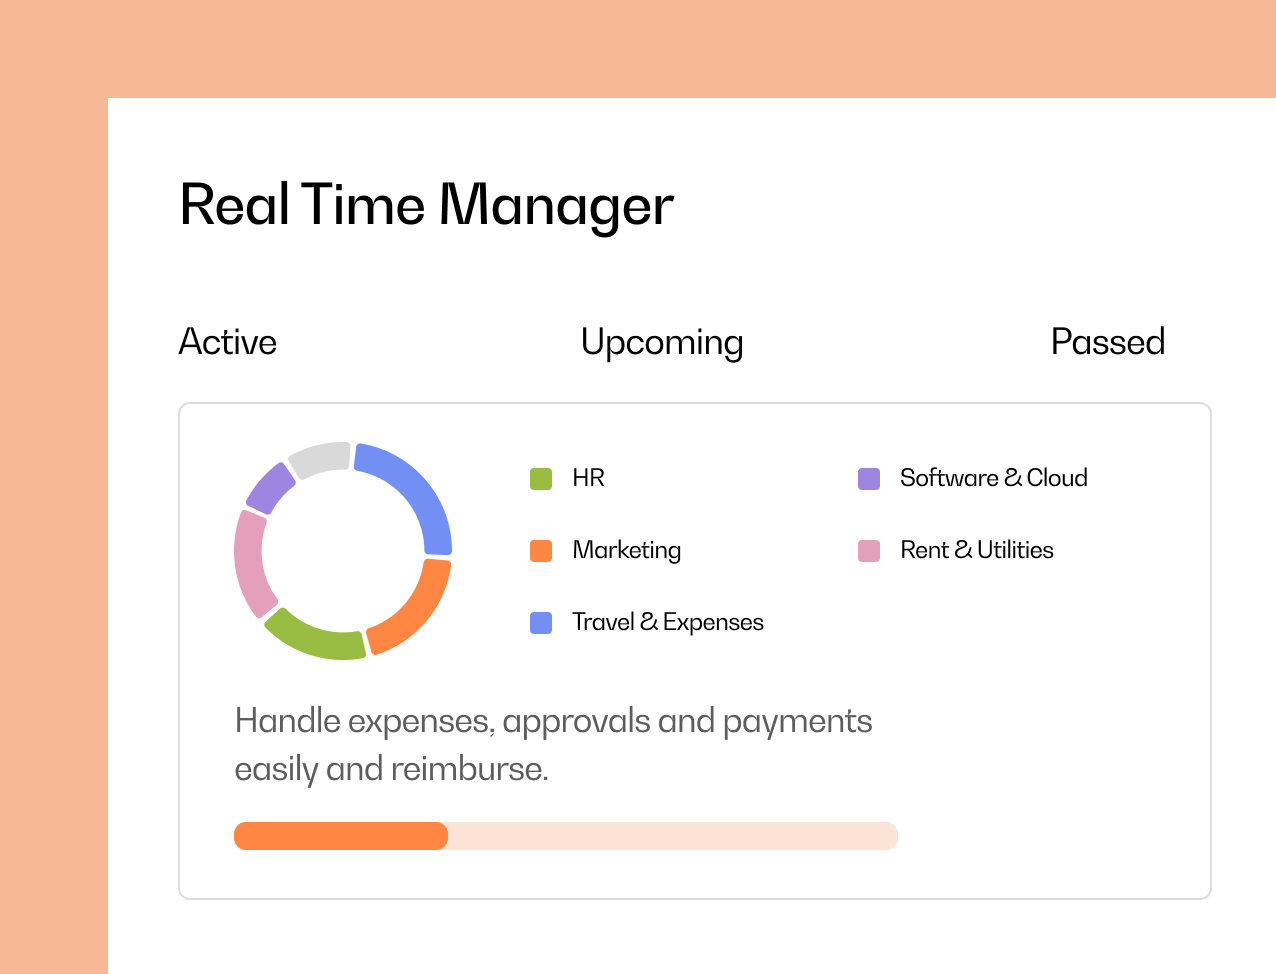 Real Time Manager
Active
Upcoming
Passed
HR
Software & Cloud
Marketing
Rent & Utilities
Travel & Expenses
Handle expenses, approvals and payments
easily and reimburse.